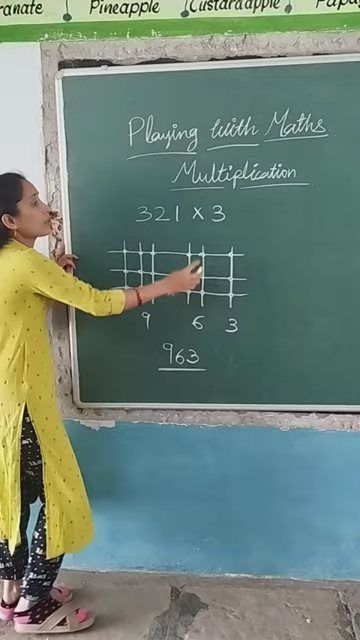 Pineapple Custardapple
Playing With Maths
Multiplication
321 x 3
9 6 3
963